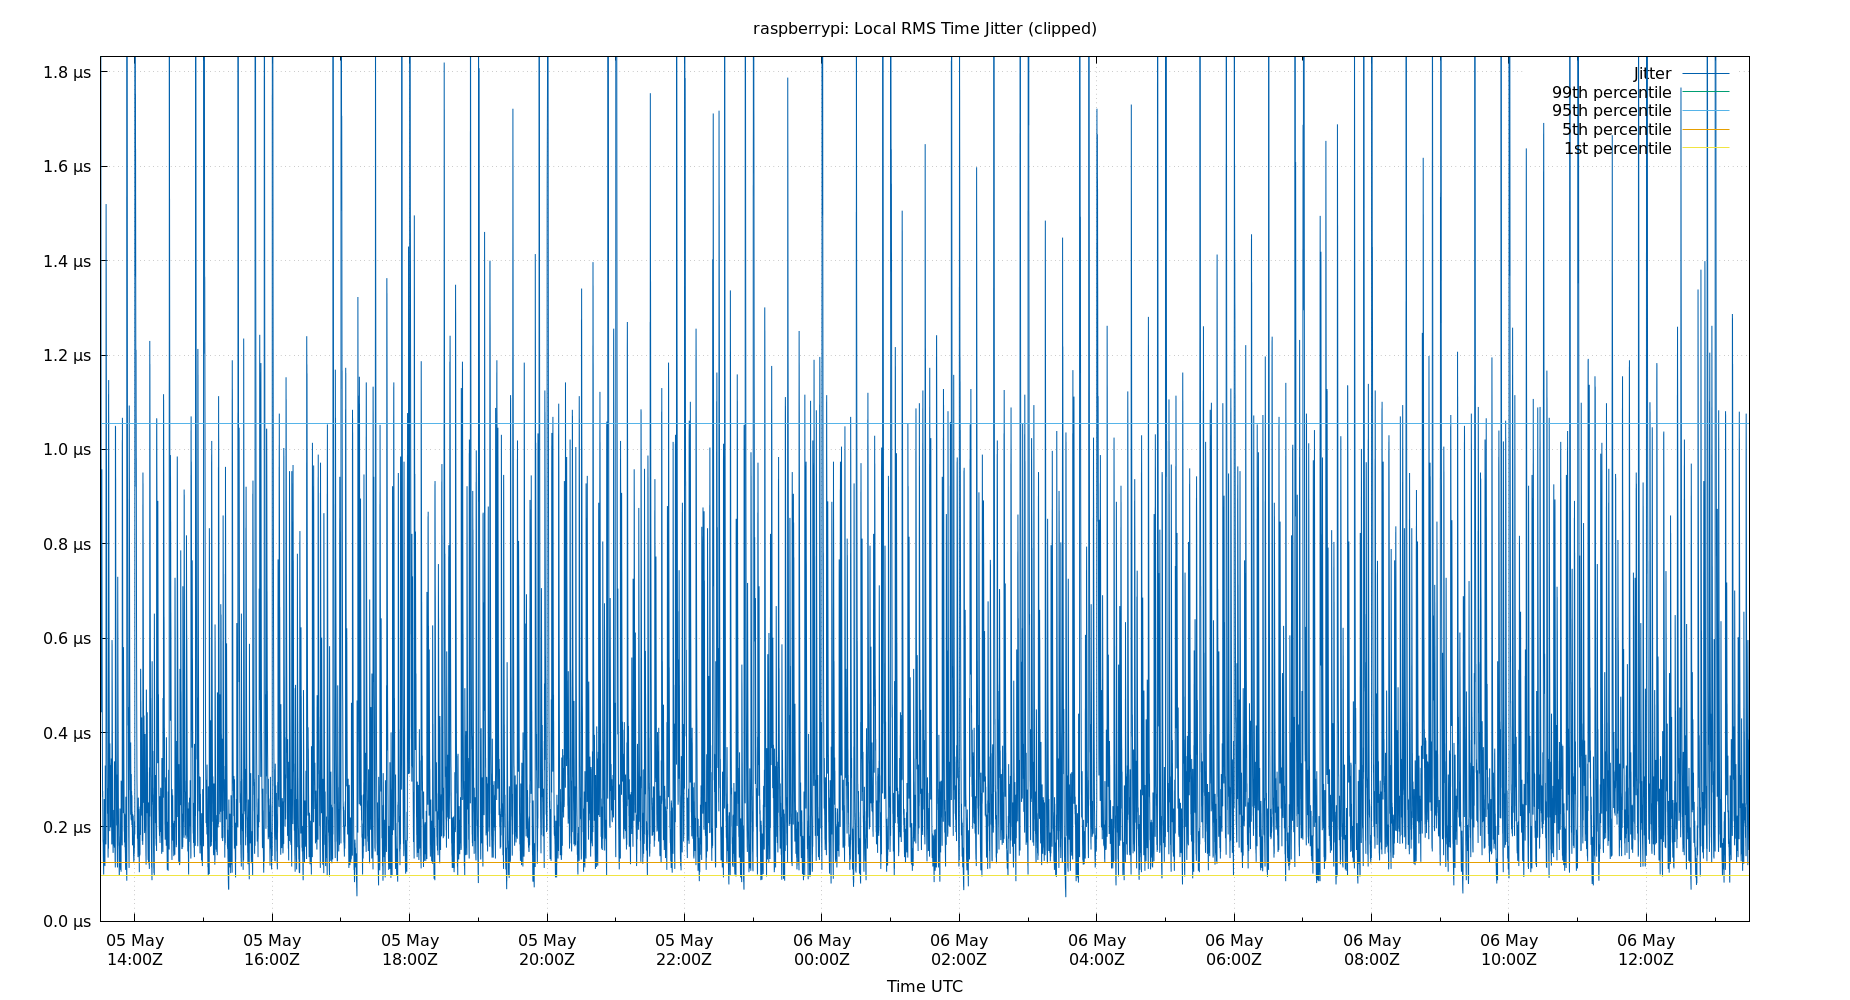 raspberrypi: Local RMS Time Jitter (clipped)
1.8 μs
1.6 μs
1.4 μs
1.2 μs
1.0 μs
0.8 μs
0.6 μs
0.4 μs
0.2 μs
0.0 μs
Jitter
99th percentile
95th percentile
5th percentile
1st percentile
05 May 05 May 05 May 05 May 05 May 06 May 06 May 06 May 06 May 06 May 06 May 06 May
14:00Z 16:00Z 18:00Z 20:00Z 22:00Z 00:00Z 02:00Z 04:00Z 06:00Z 08:00Z 10:00Z 12:00Z
Time UTC